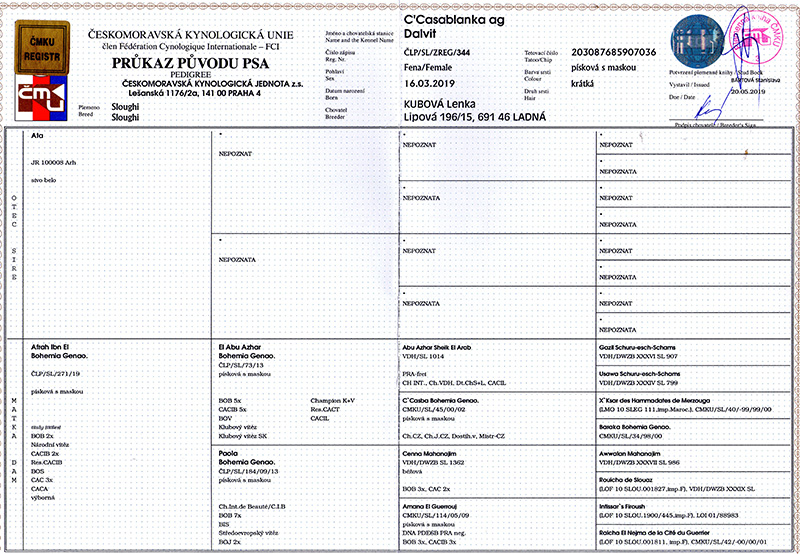 ČMKU
REGISTR
ČMKU
ČESKOMORAVSKÁ KYNOLOGICKÁ UNIE
člen Fédération Cynologique Internationale – FCI
PRŮKAZ PŮVODU PSA
PEDIGREE
ČESKOMORAVSKÁ KYNOLOGICKÁ JEDNOTA z.s.
Lešanská 1176/2a, 141 00 PRAHA 4
Plemeno Sloughi
Breed Sloughi
Jméno a chovatelská stanice
Name and the Kennel Name
C'Casablanka ag
Dalvit
Číslo zápisu
Reg. Nr.
ČLP/SL/ZREG/344
Pohlaví
Sex
Fena/Female
Datum narození
Born
16.03.2019
Chovatel
Breeder
KUBOVÁ Lenka
Lipová 196/15, 691 46 LADNÁ
Tetovací číslo
Tatoo/Chip
203087685907036
Barva srsti
Colour
písková s maskou
Druh srsti
Hair
krátká
Potvrzení plemenné knihy / Stud Book
Vystavil / Issued
BÁRTOVÁ Stanislava
Dne / Date
20.05.2019
Podpis chovatele / Breeder's Sign.
OTEC SIRE
Ala
JR 100008 Arh
sivo belo
*
NEPOZNAT
*
NEPOZNATA
*
NEPOZNAT
*
NEPOZNATA
*
NEPOZNAT
*
NEPOZNATA
*
NEPOZNAT
*
NEPOZNATA
*
NEPOZNAT
*
NEPOZNATA
*
NEPOZNAT
*
NEPOZNATA
*
NEPOZNAT
*
NEPOZNATA
MATKA DAM
Afrah Ibn El
Bohemia Genao.
ČLP/SL/271/19
písková s maskou
BOB 2x
Národní vítěz
CACIB 2x
Res.CACIB
BOS
CAC 3x
CACA
výborná
El Abu Azhar
Bohemia Genao.
ČLP/SL/73/13
písková s maskou
BOB 5x Champion K+V
CACIB 5x Res.CACT
BOV CACIL
Klubový vítěz
Klubový vítěz SK
Paola
Bohemia Genao.
ČLP/SL/184/09/13
písková s maskou
Ch.Int.de Beauté/C.I.B
BOB 7x
BIS
Středoevropský vítěz
BOJ 2x
Abu Azhar Sheik El Arab
VDH/SL 1014
PRA-frei
CH INT., Ch.VDH, Dt.ChS+L, CACIL
C'Casba Bohemia Genao.
CMKU/SL/45/00/02
písková s maskou
Ch.CZ, Ch.J.CZ, Dostih.v, Mistr-CZ
Cenna Mahanajim
VDH/DWZB SL 1362
béžová
BOB 3x, CAC 2x
Amana El Guerrouj
CMKU/SL/114/05/09
písková s maskou
DNA PDE6B PRA neg.
BOB 3x, CACIB 3x
Gazil Schuru-esch-Schams
VDH/DWZB XXXVI SL 907
Usawa Schuru-esch-Schams
VDH/DWZB XXXIV SL 799
X'Ksar des Hammodates de Merzouga
(LMO 10 SLEG 111,imp.Maroc.), CMKU/SL/40/-99/99/00
Baraka Bohemia Genao.
CMKU/SL/34/98/00
Awwalan Mahanajim
VDH/DWZB XXXVII SL 986
Rouicha de Slouaz
(LOF 10 SLOU.001827,imp.F), VDH/DWZB XXXIX SL
Intissar's Firoush
(LOF 10 SLOU.1900/445,imp.F), LOI 01/88983
Raicha El Nejma de la Cité du Guerrier
(LOF 10 SLOU.001811, imp.F), CMKU/SL/42/-00/00/01